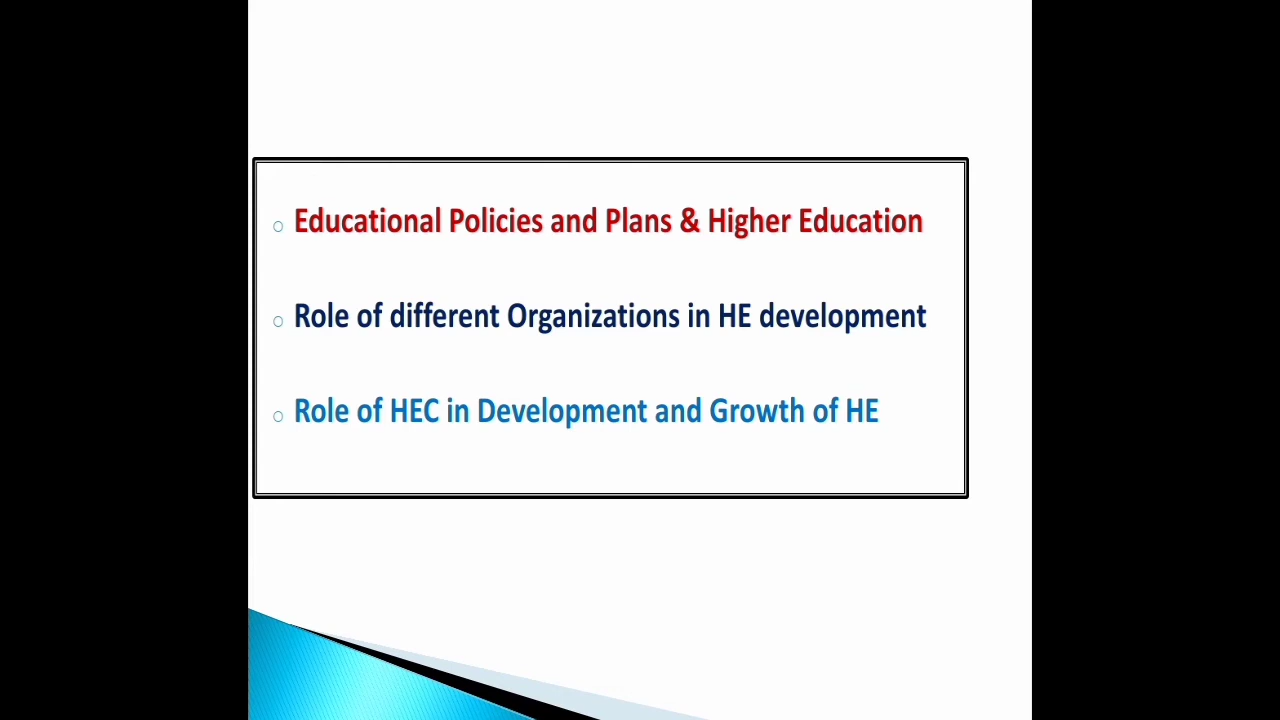 Educational Policies and Plans & Higher Education
Role of different Organizations in HE development
Role of HEC in Development and Growth of HE